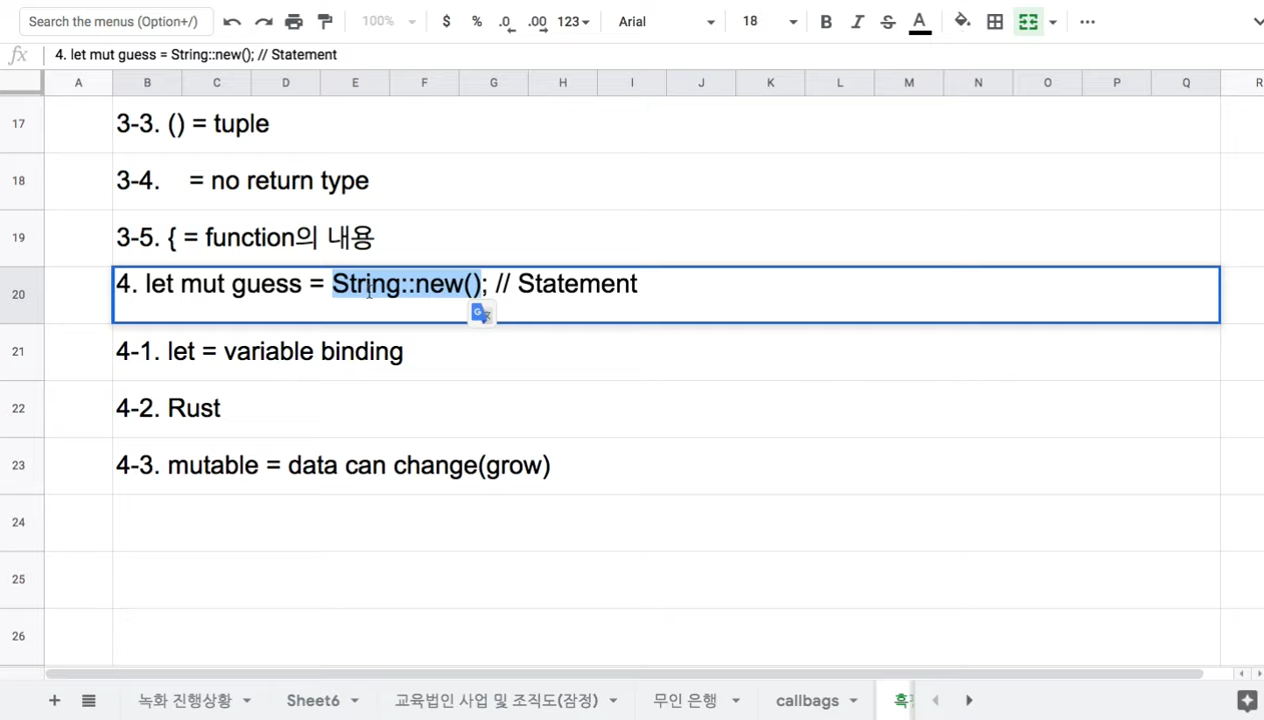 Search the menus (Option+/) 100% $ % .0 .00 123 Arial 18 B I S A
fx 4. let mut guess = String::new(); // Statement
A B C D E F G H I J K L M N O P Q R
17 3-3. () = tuple
18 3-4. = no return type
19 3-5. { = function의 내용
20 4. let mut guess = String::new(); // Statement
21 4-1. let = variable binding
22 4-2. Rust
23 4-3. mutable = data can change(grow)
24
25
26
녹화 진행상황 Sheet6 교육법인 사업 및 조직도(잠정) 무인 은행 callbags